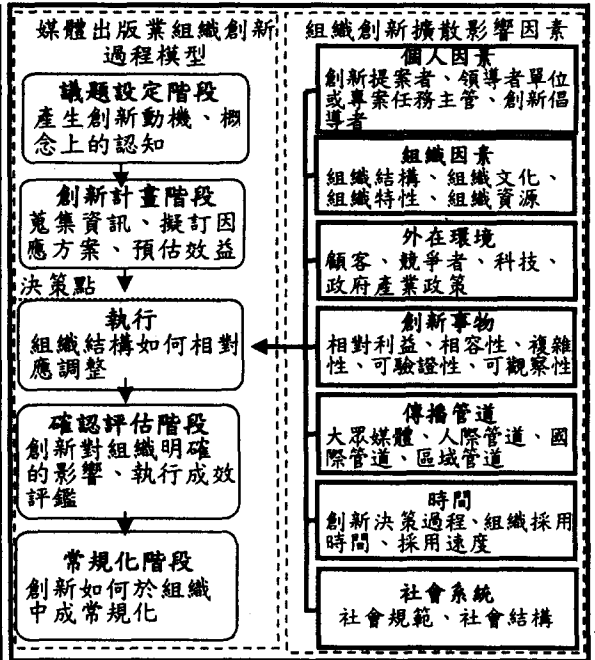 媒體出版業組織創新
過程模型
議題設定階段
產生創新動機、概
念上的認知
創新計畫階段
蒐集資訊、擬訂因
應方案、預估效益
決策點
執行
組織結構如何相對
應調整
確認評估階段
創新對組織明確
的影響、執行成效
評鑑
常規化階段
創新如何於組織
中成常規化
組織創新擴散影響因素
個人因素
創新提案者、領導者單位
或專案任務主管、創新倡
導者
組織因素
組織結構、組織文化、
組織特性、組織資源
外在環境
顧客、競爭者、科技、
政府產業政策
創新事物
相對利益、相容性、複雜
性、可驗證性、可觀察性
傳播管道
大眾媒體、人際管道、國
際管道、區域管道
時間
創新決策過程、組織採用
時間、採用速度
社會系統
社會規範、社會結構